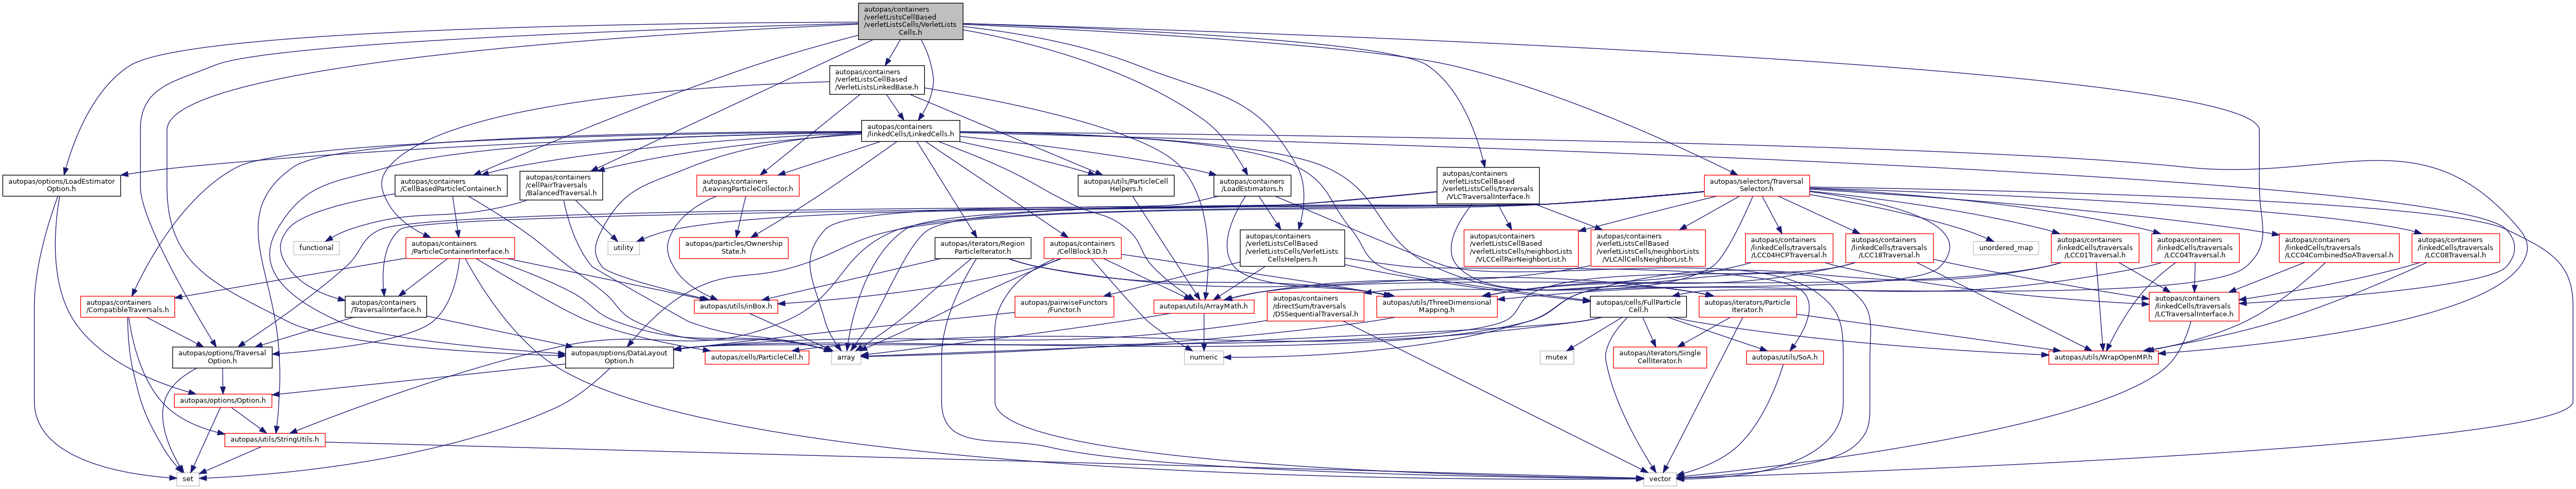 autopas/containers
/verletListsCellBased
/verletListsCells/VerletLists
Cells.h
autopas/containers
/verletListsCellBased
/VerletListsLinkedBase.h
autopas/containers
/linkedCells/LinkedCells.h
autopas/options/LoadEstimator
Option.h
autopas/containers
/CellBasedParticleContainer.h
autopas/containers
/cellPairTraversals
/BalancedTraversal.h
autopas/containers
/LeavingParticleCollector.h
autopas/utils/ParticleCell
Helpers.h
autopas/containers
/LoadEstimators.h
autopas/containers
/verletListsCellBased
/verletListsCells/traversals
/VLCTraversalInterface.h
autopas/selectors/Traversal
Selector.h
functional
autopas/containers
/ParticleContainerInterface.h
utility
autopas/particles/Ownership
State.h
autopas/iterators/Region
ParticleIterator.h
autopas/containers
/CellBlock3D.h
autopas/containers
/verletListsCellBased
/verletListsCells/VerletLists
CellsHelpers.h
autopas/containers
/verletListsCellBased
/verletListsCells/neighborLists
/VLCCellPairNeighborList.h
autopas/containers
/verletListsCellBased
/verletListsCells/neighborLists
/VLCAllCellsNeighborList.h
autopas/containers
/linkedCells/traversals
/LCC04HCPTraversal.h
autopas/containers
/linkedCells/traversals
/LCC18Traversal.h
unordered_map
autopas/containers
/linkedCells/traversals
/LCC01Traversal.h
autopas/containers
/linkedCells/traversals
/LCC04Traversal.h
autopas/containers
/linkedCells/traversals
/LCC04CombinedSoATraversal.h
autopas/containers
/linkedCells/traversals
/LCC08Traversal.h
autopas/containers
/CompatibleTraversals.h
autopas/containers
/TraversalInterface.h
autopas/utils/inBox.h
autopas/pairwiseFunctors
/Functor.h
autopas/utils/ArrayMath.h
autopas/containers
/directSum/traversals
/DSSequentialTraversal.h
autopas/utils/ThreeDimensional
Mapping.h
autopas/cells/FullParticle
Cell.h
autopas/iterators/Particle
Iterator.h
autopas/containers
/linkedCells/traversals
/LCTraversalInterface.h
autopas/options/Traversal
Option.h
autopas/options/DataLayout
Option.h
autopas/cells/ParticleCell.h
array
numeric
mutex
autopas/iterators/Single
CellIterator.h
autopas/utils/SoA.h
autopas/utils/WrapOpenMP.h
autopas/options/Option.h
autopas/utils/StringUtils.h
set
vector